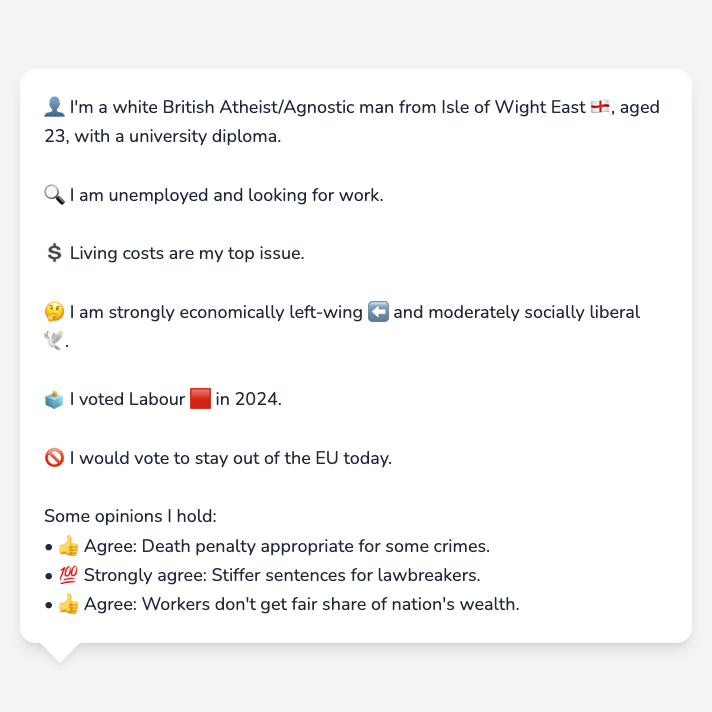 👤 I'm a white British Atheist/Agnostic man from Isle of Wight East 🏴󠁧󠁢󠁥󠁮󠁧󠁿, aged
23, with a university diploma.
🔍 I am unemployed and looking for work.
💲 Living costs are my top issue.
🤔 I am strongly economically left-wing ⬅️ and moderately socially liberal
🕊️.
🗳️ I voted Labour 🟥 in 2024.
🚫 I would vote to stay out of the EU today.
Some opinions I hold:
• 👍 Agree: Death penalty appropriate for some crimes.
• 💯 Strongly agree: Stiffer sentences for lawbreakers.
• 👍 Agree: Workers don't get fair share of nation's wealth.